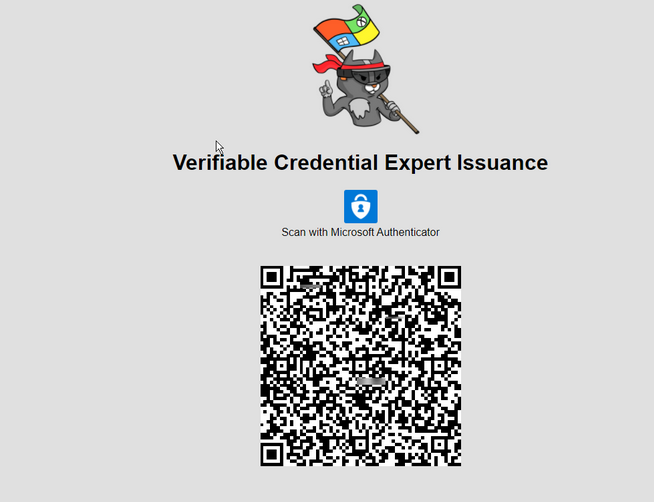 Verifiable Credential Expert Issuance
Scan with Microsoft Authenticator